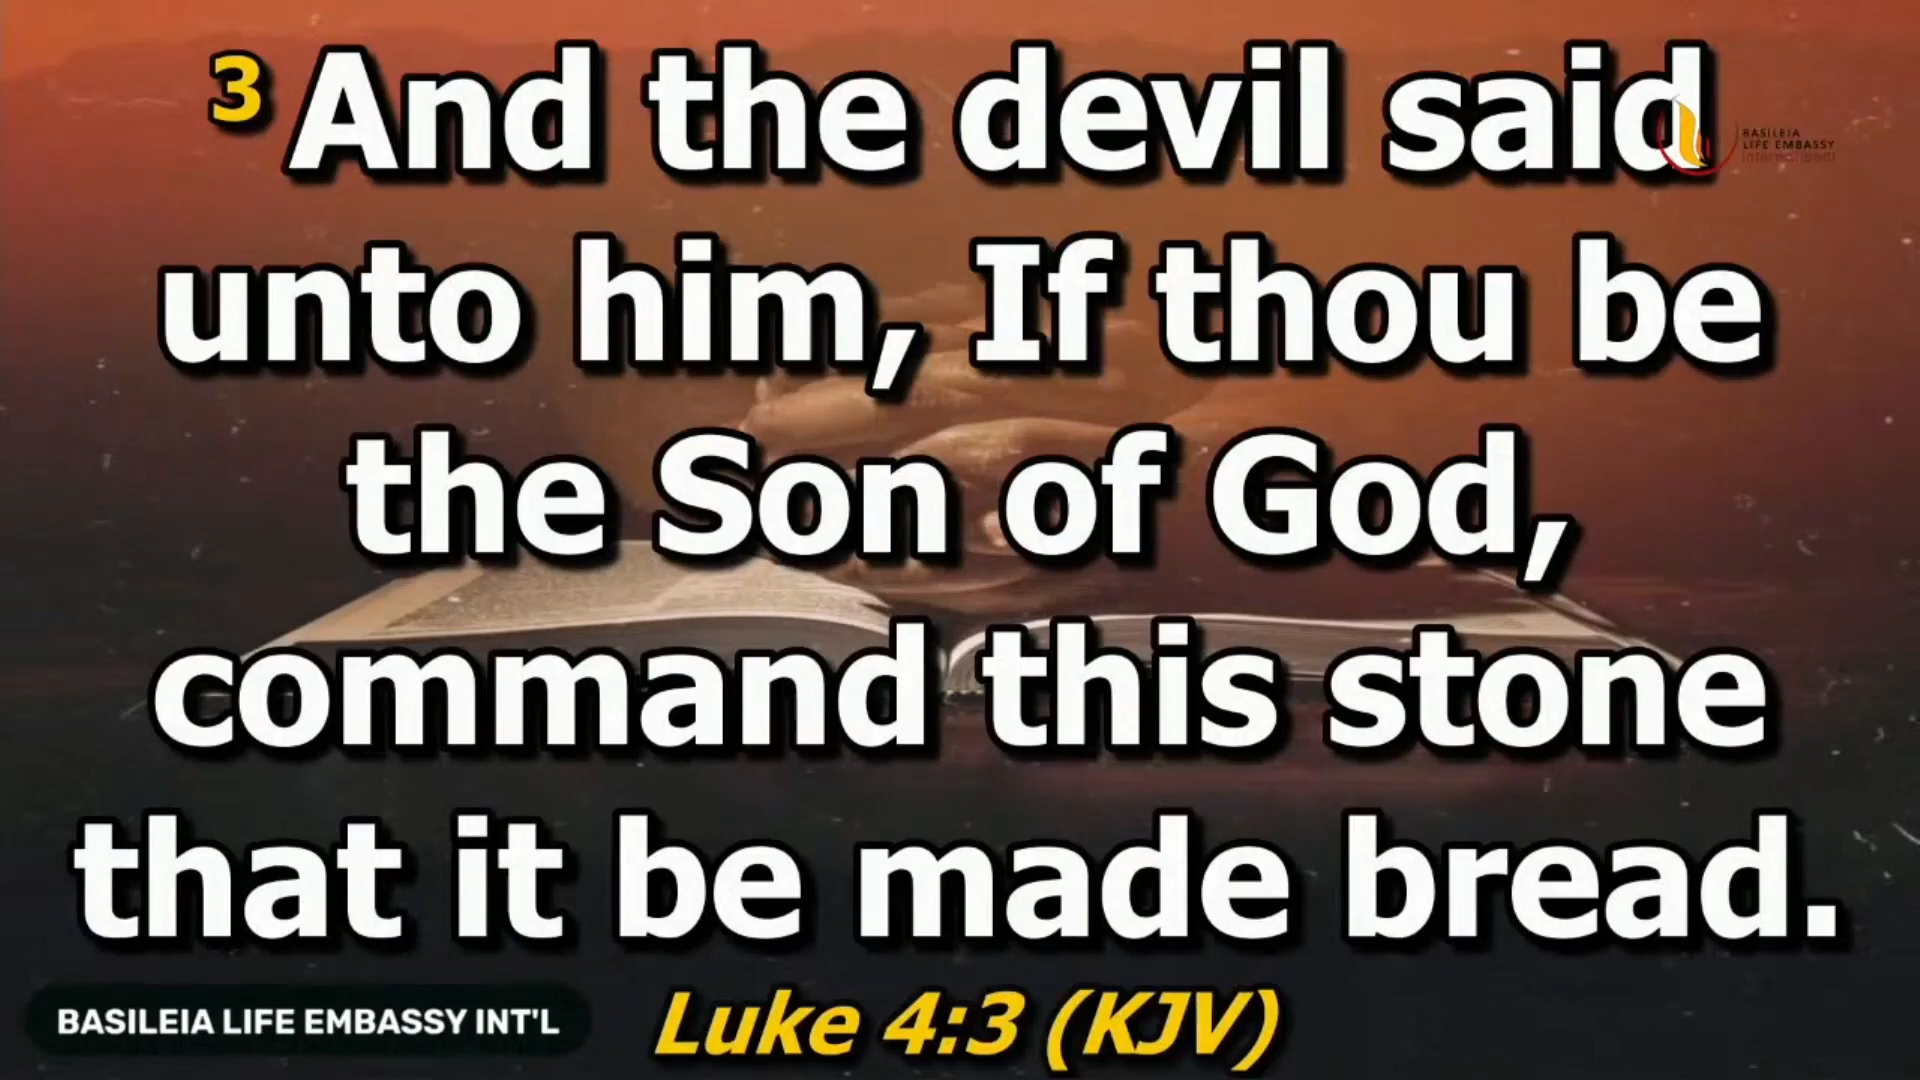 3 And the devil said
BASILEIA
LIFE EMBASSY
International
unto him, If thou be
the Son of God,
command this stone
that it be made bread.
BASILEIA LIFE EMBASSY INT'L
Luke 4:3 (KJV)